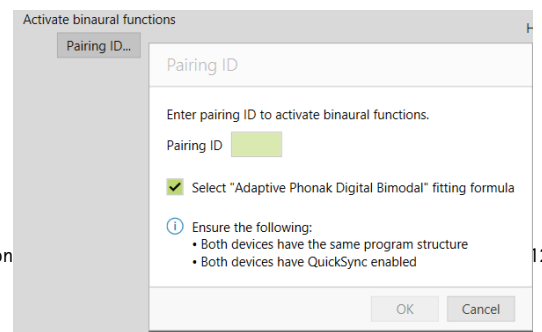 Activate binaural functions
Pairing ID...
Pairing ID
Enter pairing ID to activate binaural functions.
Pairing ID
Select "Adaptive Phonak Digital Bimodal" fitting formula
Ensure the following:
• Both devices have the same program structure
• Both devices have QuickSync enabled
OK Cancel